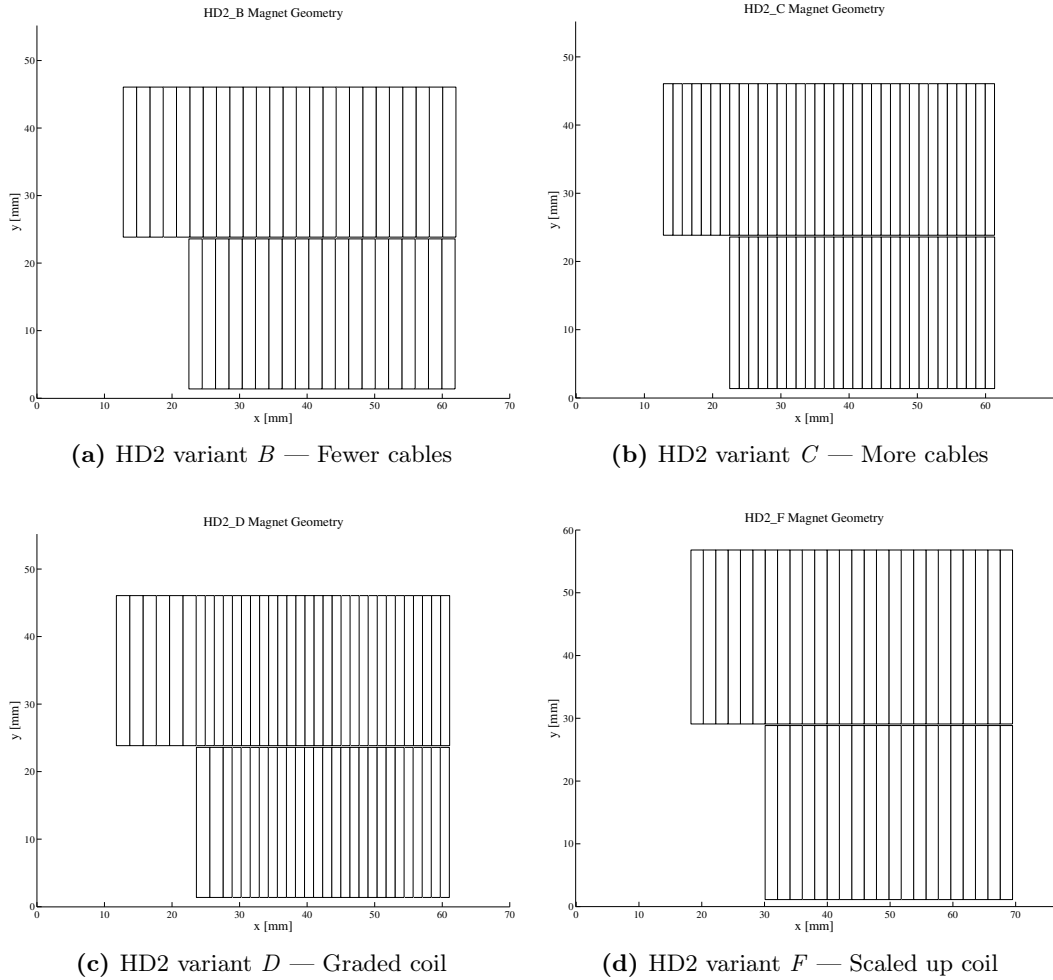 HD2_B Magnet Geometry
50
40
30
20
10
0
y [mm]
0 10 20 30 40 50 60 70
x [mm]
(a) HD2 variant B — Fewer cables
HD2_C Magnet Geometry
50
40
30
20
10
0
y [mm]
0 10 20 30 40 50 60
x [mm]
(b) HD2 variant C — More cables
HD2_D Magnet Geometry
50
40
30
20
10
0
y [mm]
0 10 20 30 40 50 60 70
x [mm]
(c) HD2 variant D — Graded coil
HD2_F Magnet Geometry
60
50
40
30
20
10
0
y [mm]
0 10 20 30 40 50 60 70
x [mm]
(d) HD2 variant F — Scaled up coil